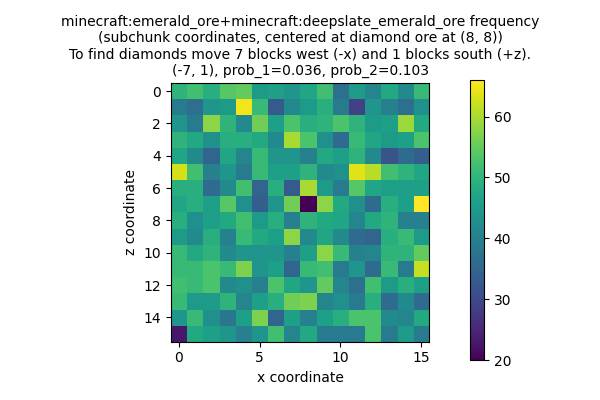 minecraft:emerald_ore+minecraft:deepslate_emerald_ore frequency
(subchunk coordinates, centered at diamond ore at (8, 8))
To find diamonds move 7 blocks west (-x) and 1 blocks south (+z).
(-7, 1), prob_1=0.036, prob_2=0.103
0
2
4
6
8
10
12
14
z coordinate
0
5
10
15
x coordinate
60
50
40
30
20